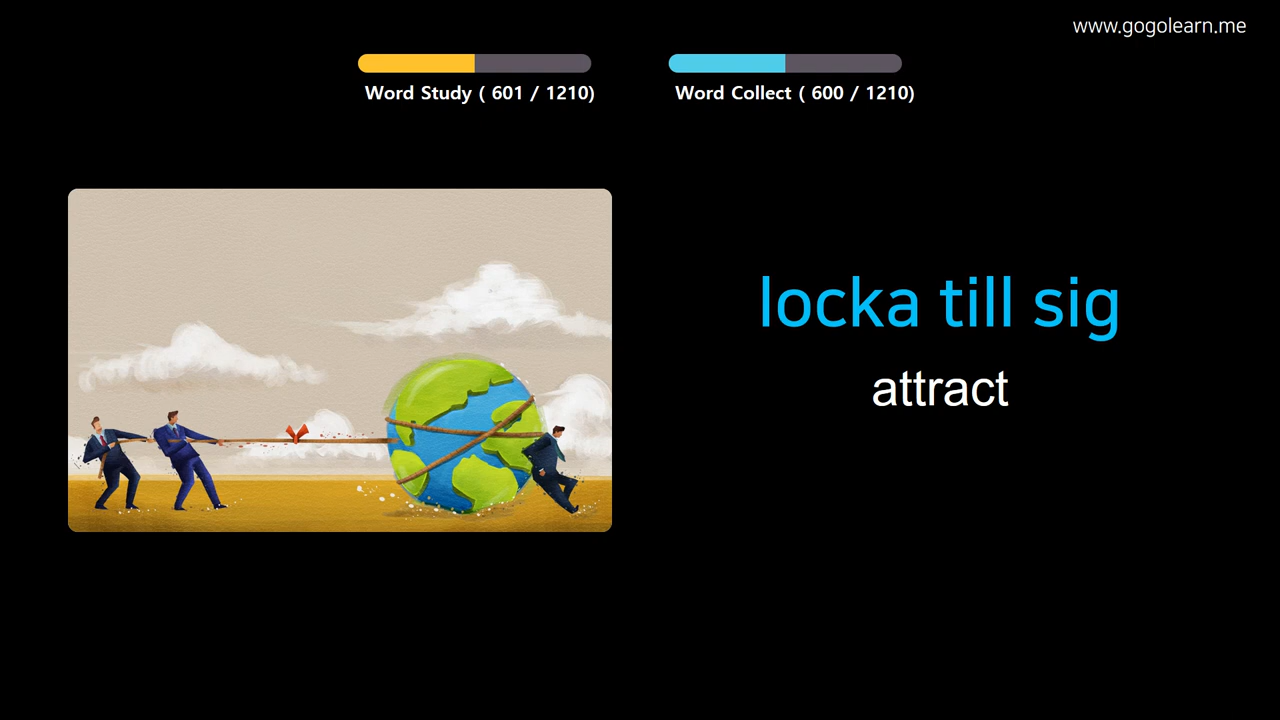 www.gogolearn.me
Word Study ( 601 / 1210)
Word Collect ( 600 / 1210)
locka till sig
attract